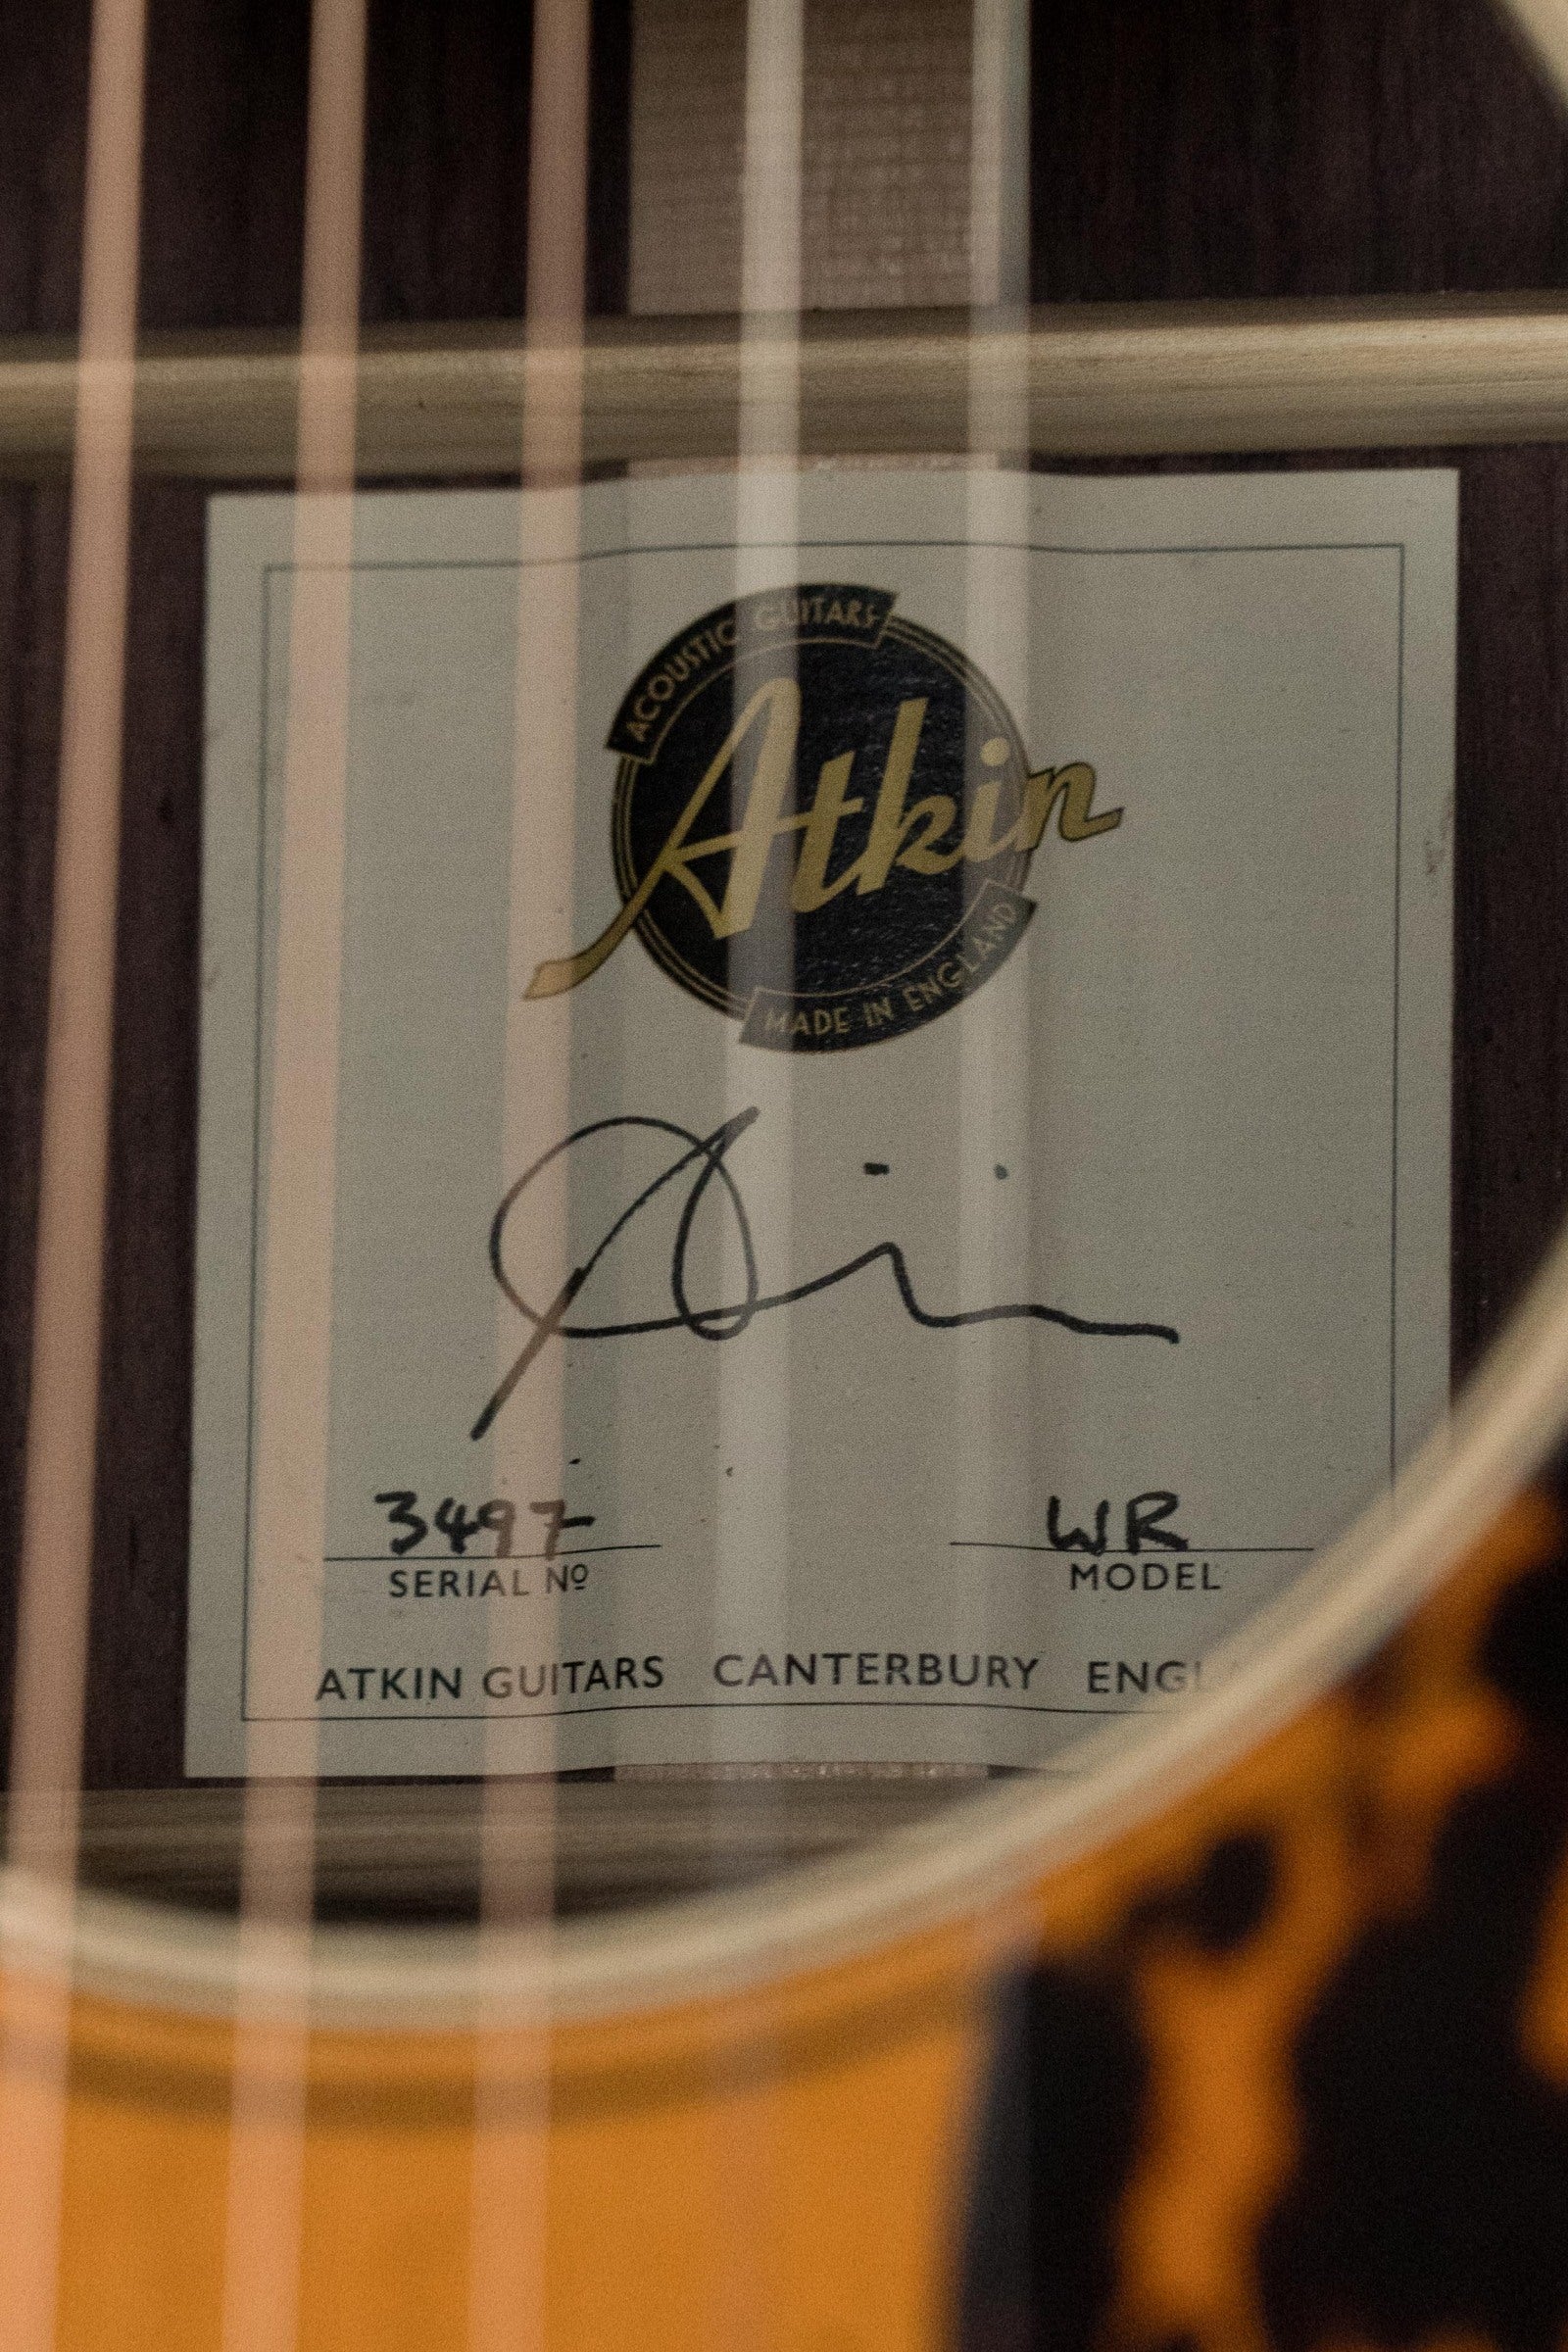 ACOUSTIC GUITARS
Atkin
MADE IN ENGLAND
3497
SERIAL Nº
WR
MODEL
ATKIN GUITARS CANTERBURY